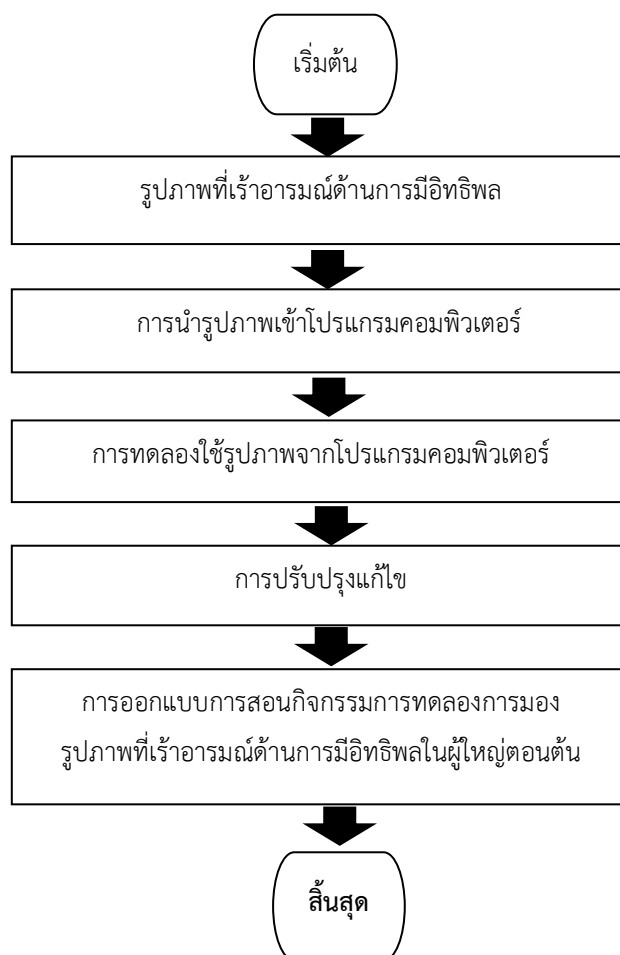 เริ่มต้น
รูปภาพที่เร้าอารมณ์ด้านการมีอิทธิพล
การนำรูปภาพเข้าโปรแกรมคอมพิวเตอร์
การทดลองใช้รูปภาพจากโปรแกรมคอมพิวเตอร์
การปรับปรุงแก้ไข
การออกแบบการสอนกิจกรรมการทดลองการมอง
รูปภาพที่เร้าอารมณ์ด้านการมีอิทธิพลในผู้ใหญ่ตอนต้น
สิ้นสุด